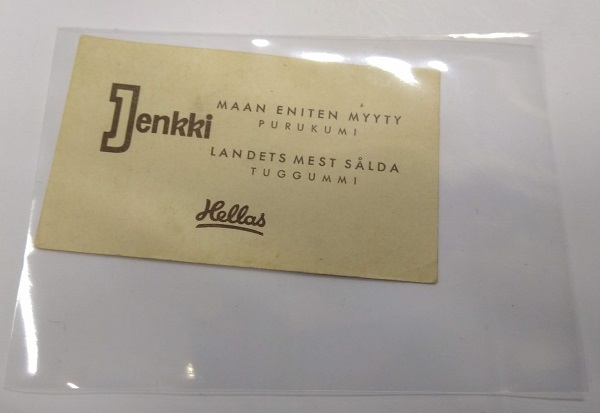 Jenkki
MAAN ENITEN MYYTY
PURUKUMI
LANDETS MEST SÅLDA
TUGGUMMI
Hellas